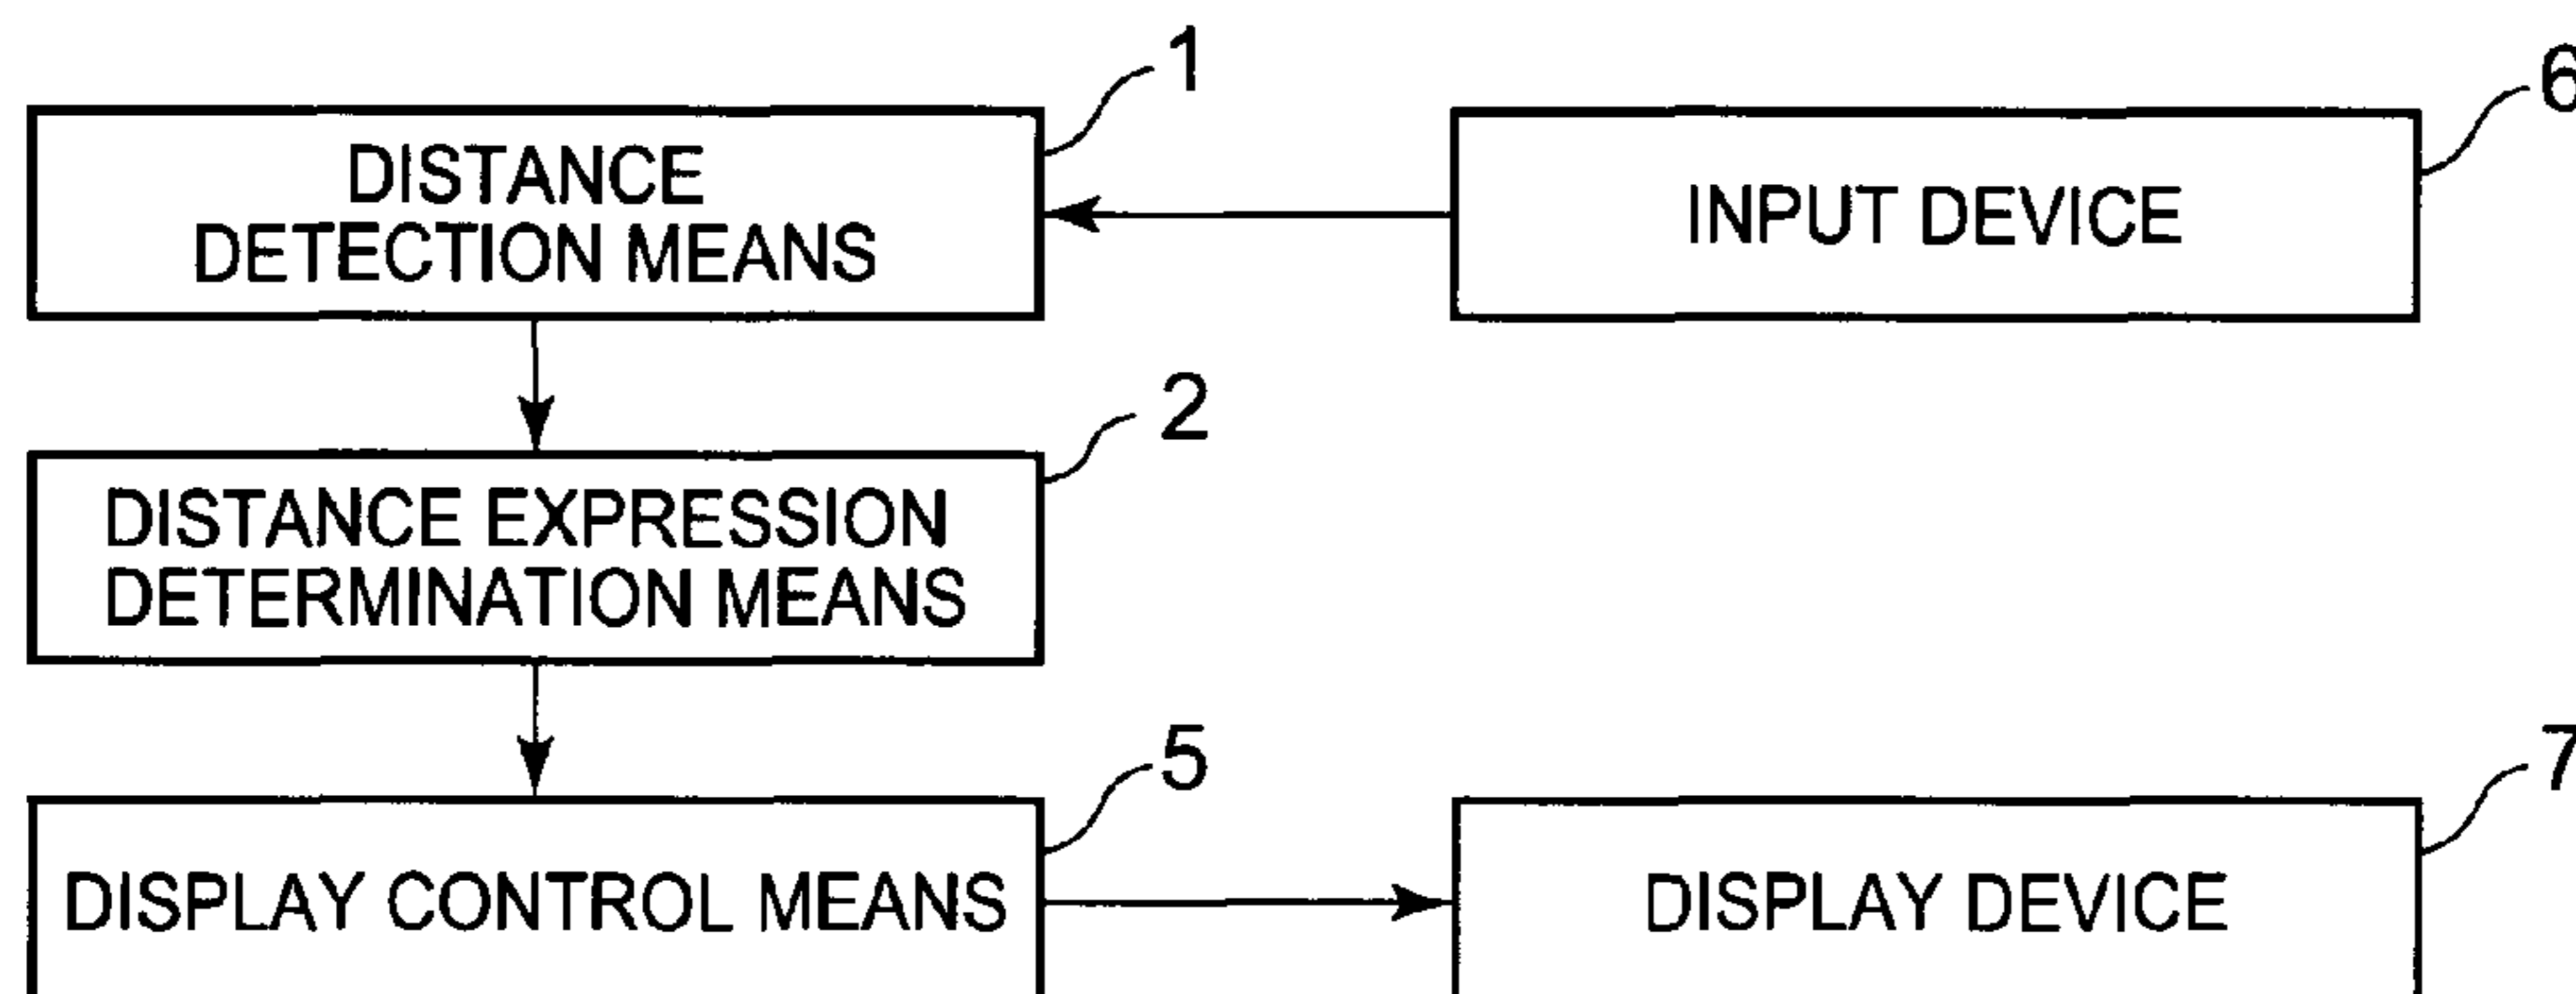 1
6
DISTANCE
DETECTION MEANS
INPUT DEVICE
2
DISTANCE EXPRESSION
DETERMINATION MEANS
5
7
DISPLAY CONTROL MEANS
DISPLAY DEVICE